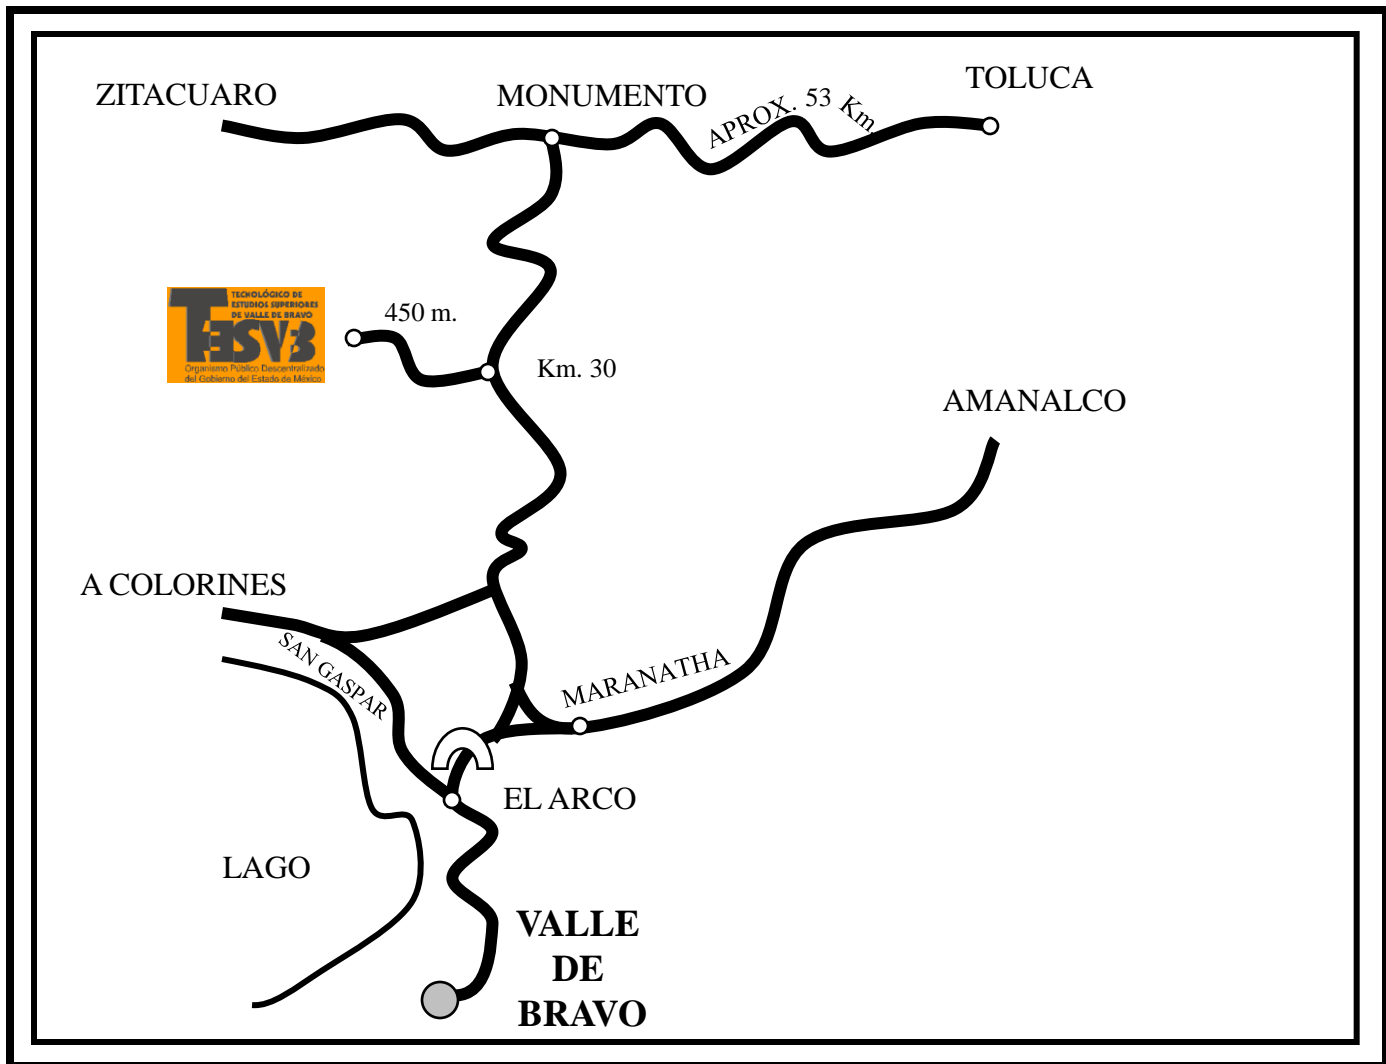 ZITACUARO
MONUMENTO
APROX. 53 Km.
TOLUCA
TECNOLÓGICO DE
ESTUDIOS SUPERIORES
DE VALLE DE BRAVO
TESVB
Organismo Público Descentralizado
del Gobierno del Estado de México
450 m.
Km. 30
AMANALCO
A COLORINES
SAN GASPAR
MARANATHA
EL ARCO
LAGO
VALLE
DE
BRAVO